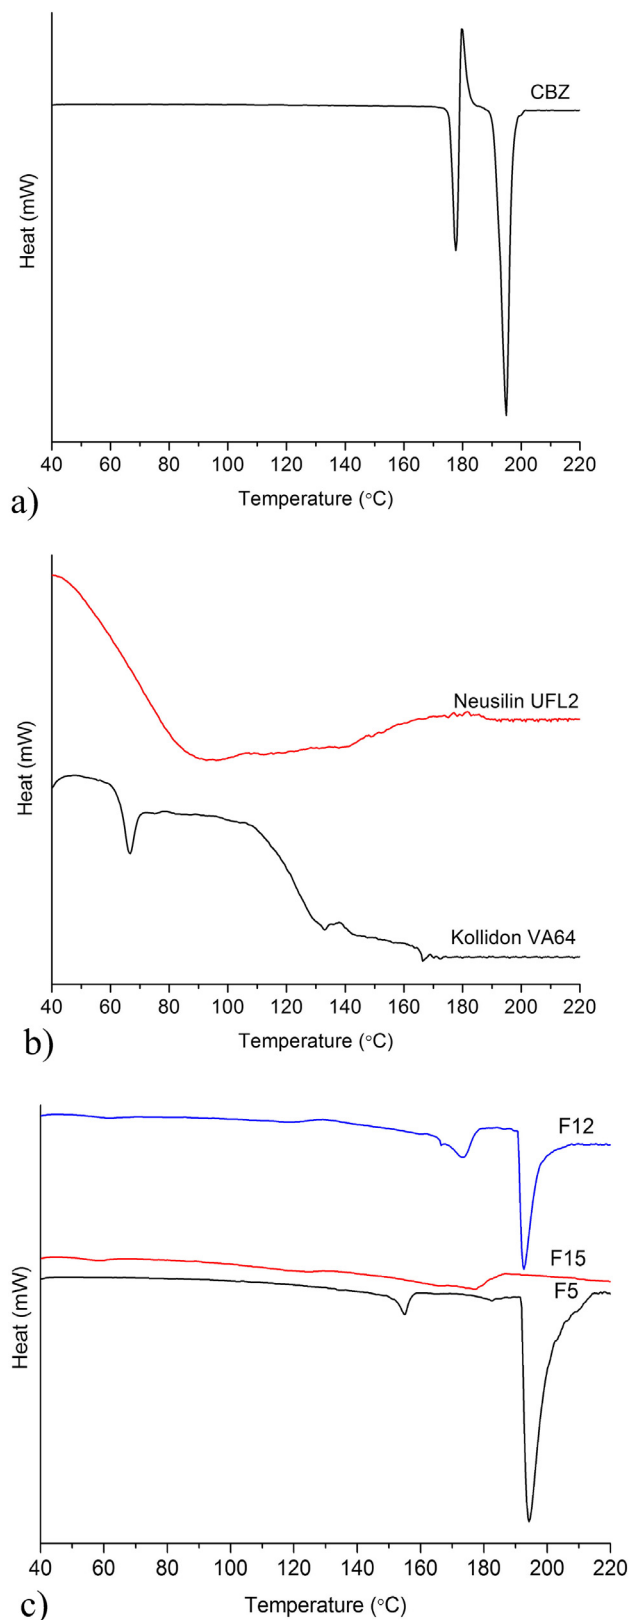 CBZ
Heat (mW)
40 60 80 100 120 140 160 180 200 220
Temperature (°C)
a)
Neusilin UFL2
Heat (mW)
Kollidon VA64
40 60 80 100 120 140 160 180 200 220
Temperature (°C)
b)
F12
F15
F5
Heat (mW)
40 60 80 100 120 140 160 180 200 220
Temperature (°C)
c)